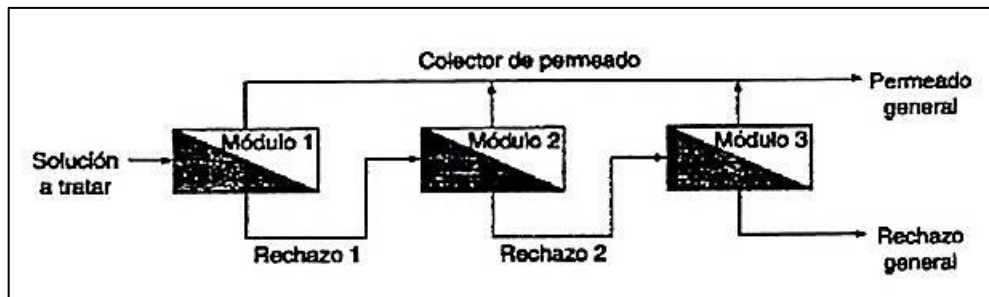 Colector de permeado
Permeado
general
Módulo 1
Módulo 2
Módulo 3
Solución
a tratar
Rechazo 1
Rechazo 2
Rechazo
general